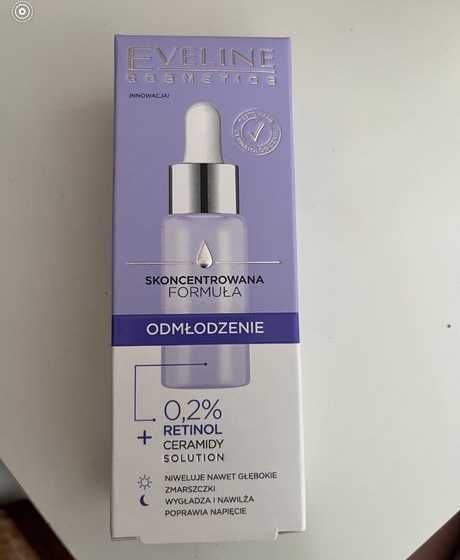 EVELINE
COSMETICS
INNOWACJA!
SKONCENTROWANA
FORMUŁA
ODMŁODZENIE
0,2%
+ RETINOL
CERAMIDY
SOLUTION
NIWELUJE NAWET GŁĘBOKIE
ZMARSZCZKI
WYGŁADZA I NAWILŻA
POPRAWIA NAPIĘCIE